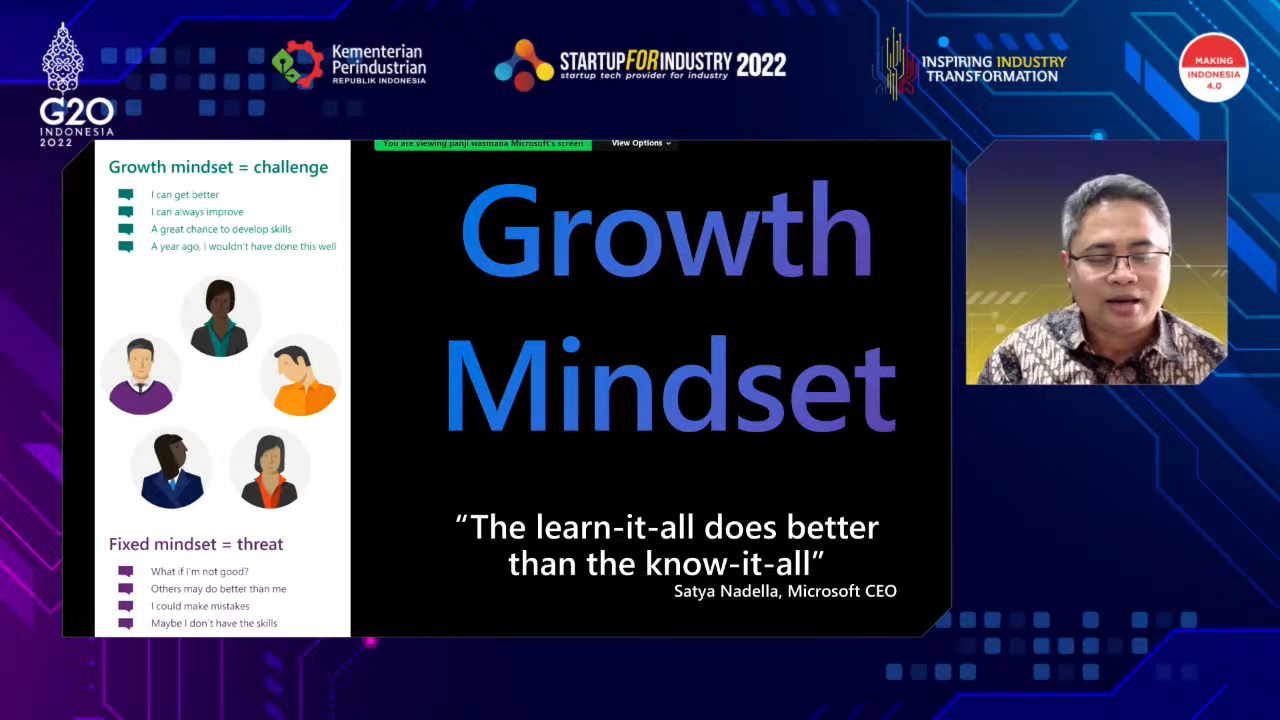 G20
INDONESIA
2022
Kementerian
Perindustrian
REPUBLIK INDONESIA
STARTUPFORINDUSTRY 2022
startup tech provider for industry
INSPIRING INDUSTRY
TRANSFORMATION
MAKING
INDONESIA
4.0
You are viewing panji wasmana Microsoft's screen
View Options
Growth mindset = challenge
I can get better
I can always improve
A great chance to develop skills
A year ago, I wouldn't have done this well
Fixed mindset = threat
What if I'm not good?
Others may do better than me
I could make mistakes
Maybe I don't have the skills
Growth
Mindset
“The learn-it-all does better
than the know-it-all”
Satya Nadella, Microsoft CEO